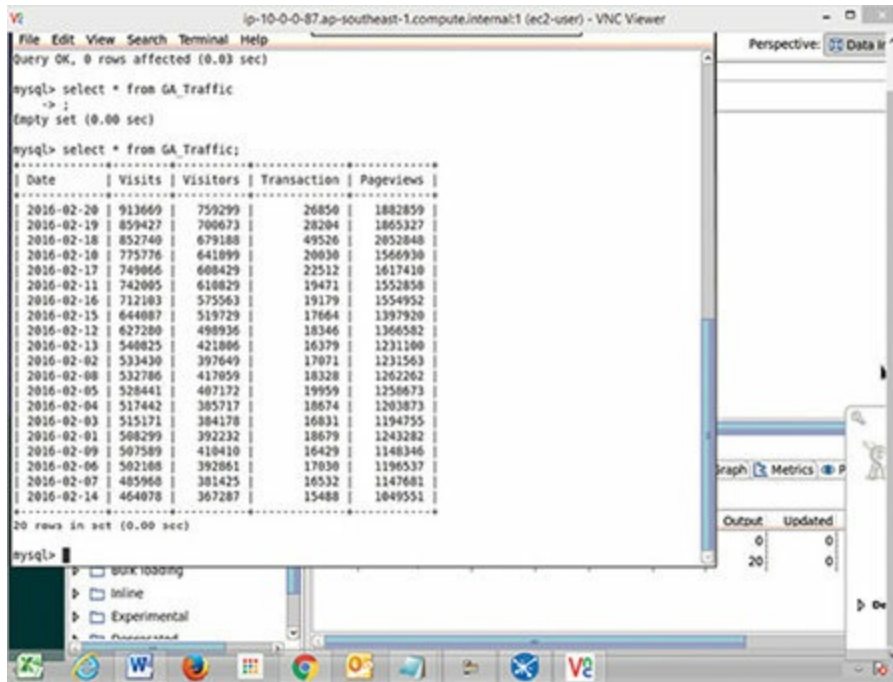 ip-10-0-0-87.ap-southeast-1.compute.internal:1 (ec2-user) - VNC Viewer
File Edit View Search Terminal Help
Perspective: Data In
Query OK, 0 rows affected (0.03 sec)
mysql> select * from GA_Traffic
-> ;
Empty set (0.00 sec)
mysql> select * from GA_Traffic;
| Date | Visits | Visitors | Transaction | Pageviews |
| 2016-02-20 | 913669 | 759299 | 26850 | 1882859 |
| 2016-02-19 | 859427 | 700673 | 28204 | 1865327 |
| 2016-02-18 | 852740 | 679188 | 49526 | 2052848 |
| 2016-02-10 | 775776 | 641099 | 20030 | 1566930 |
| 2016-02-17 | 749066 | 608429 | 22512 | 1617410 |
| 2016-02-11 | 742005 | 610829 | 19471 | 1552858 |
| 2016-02-16 | 712103 | 575563 | 19179 | 1554952 |
| 2016-02-15 | 644087 | 519729 | 17664 | 1397920 |
| 2016-02-12 | 627280 | 498936 | 18346 | 1366582 |
| 2016-02-13 | 540825 | 421806 | 16379 | 1231100 |
| 2016-02-02 | 533430 | 397649 | 17071 | 1231563 |
| 2016-02-08 | 532786 | 417059 | 18328 | 1262262 |
| 2016-02-05 | 528441 | 407172 | 19959 | 1258673 |
| 2016-02-04 | 517442 | 385717 | 18674 | 1203873 |
| 2016-02-03 | 515171 | 384178 | 16831 | 1194755 |
| 2016-02-01 | 508299 | 392232 | 18679 | 1243282 |
| 2016-02-09 | 507589 | 410410 | 16429 | 1148346 |
| 2016-02-06 | 502108 | 392861 | 17030 | 1196537 |
| 2016-02-07 | 485968 | 381425 | 16532 | 1147681 |
| 2016-02-14 | 464078 | 367287 | 15488 | 1049551 |
20 rows in set (0.00 sec)
mysql>
Graph Metrics P
Output Updated
0 0
20 0
Bulk loading
Inline
Experimental
De